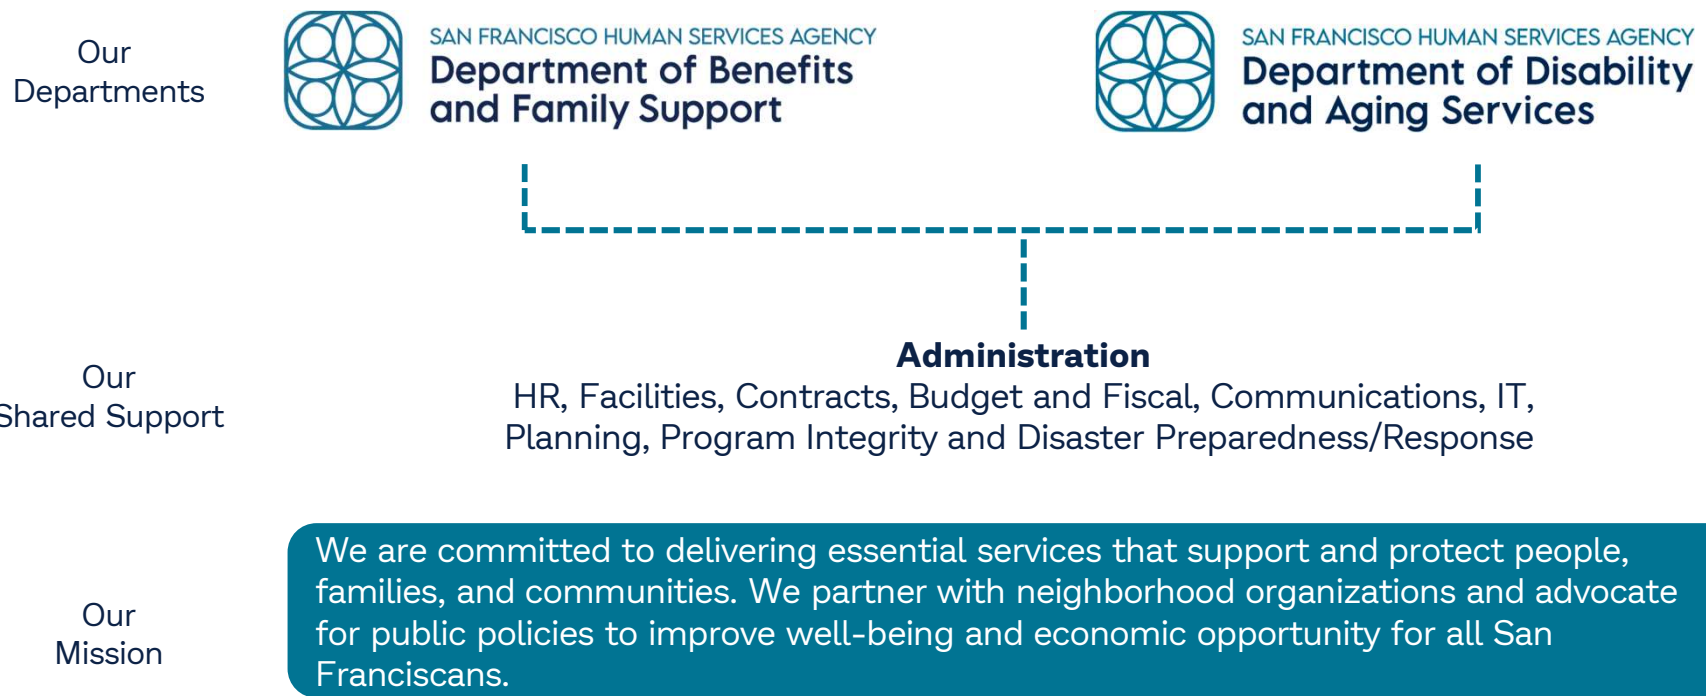 Our
Departments
SAN FRANCISCO HUMAN SERVICES AGENCY
Department of Benefits
and Family Support
SAN FRANCISCO HUMAN SERVICES AGENCY
Department of Disability
and Aging Services
Our
Shared Support
Administration
HR, Facilities, Contracts, Budget and Fiscal, Communications, IT,
Planning, Program Integrity and Disaster Preparedness/Response
Our
Mission
We are committed to delivering essential services that support and protect people,
families, and communities. We partner with neighborhood organizations and advocate
for public policies to improve well-being and economic opportunity for all San
Franciscans.